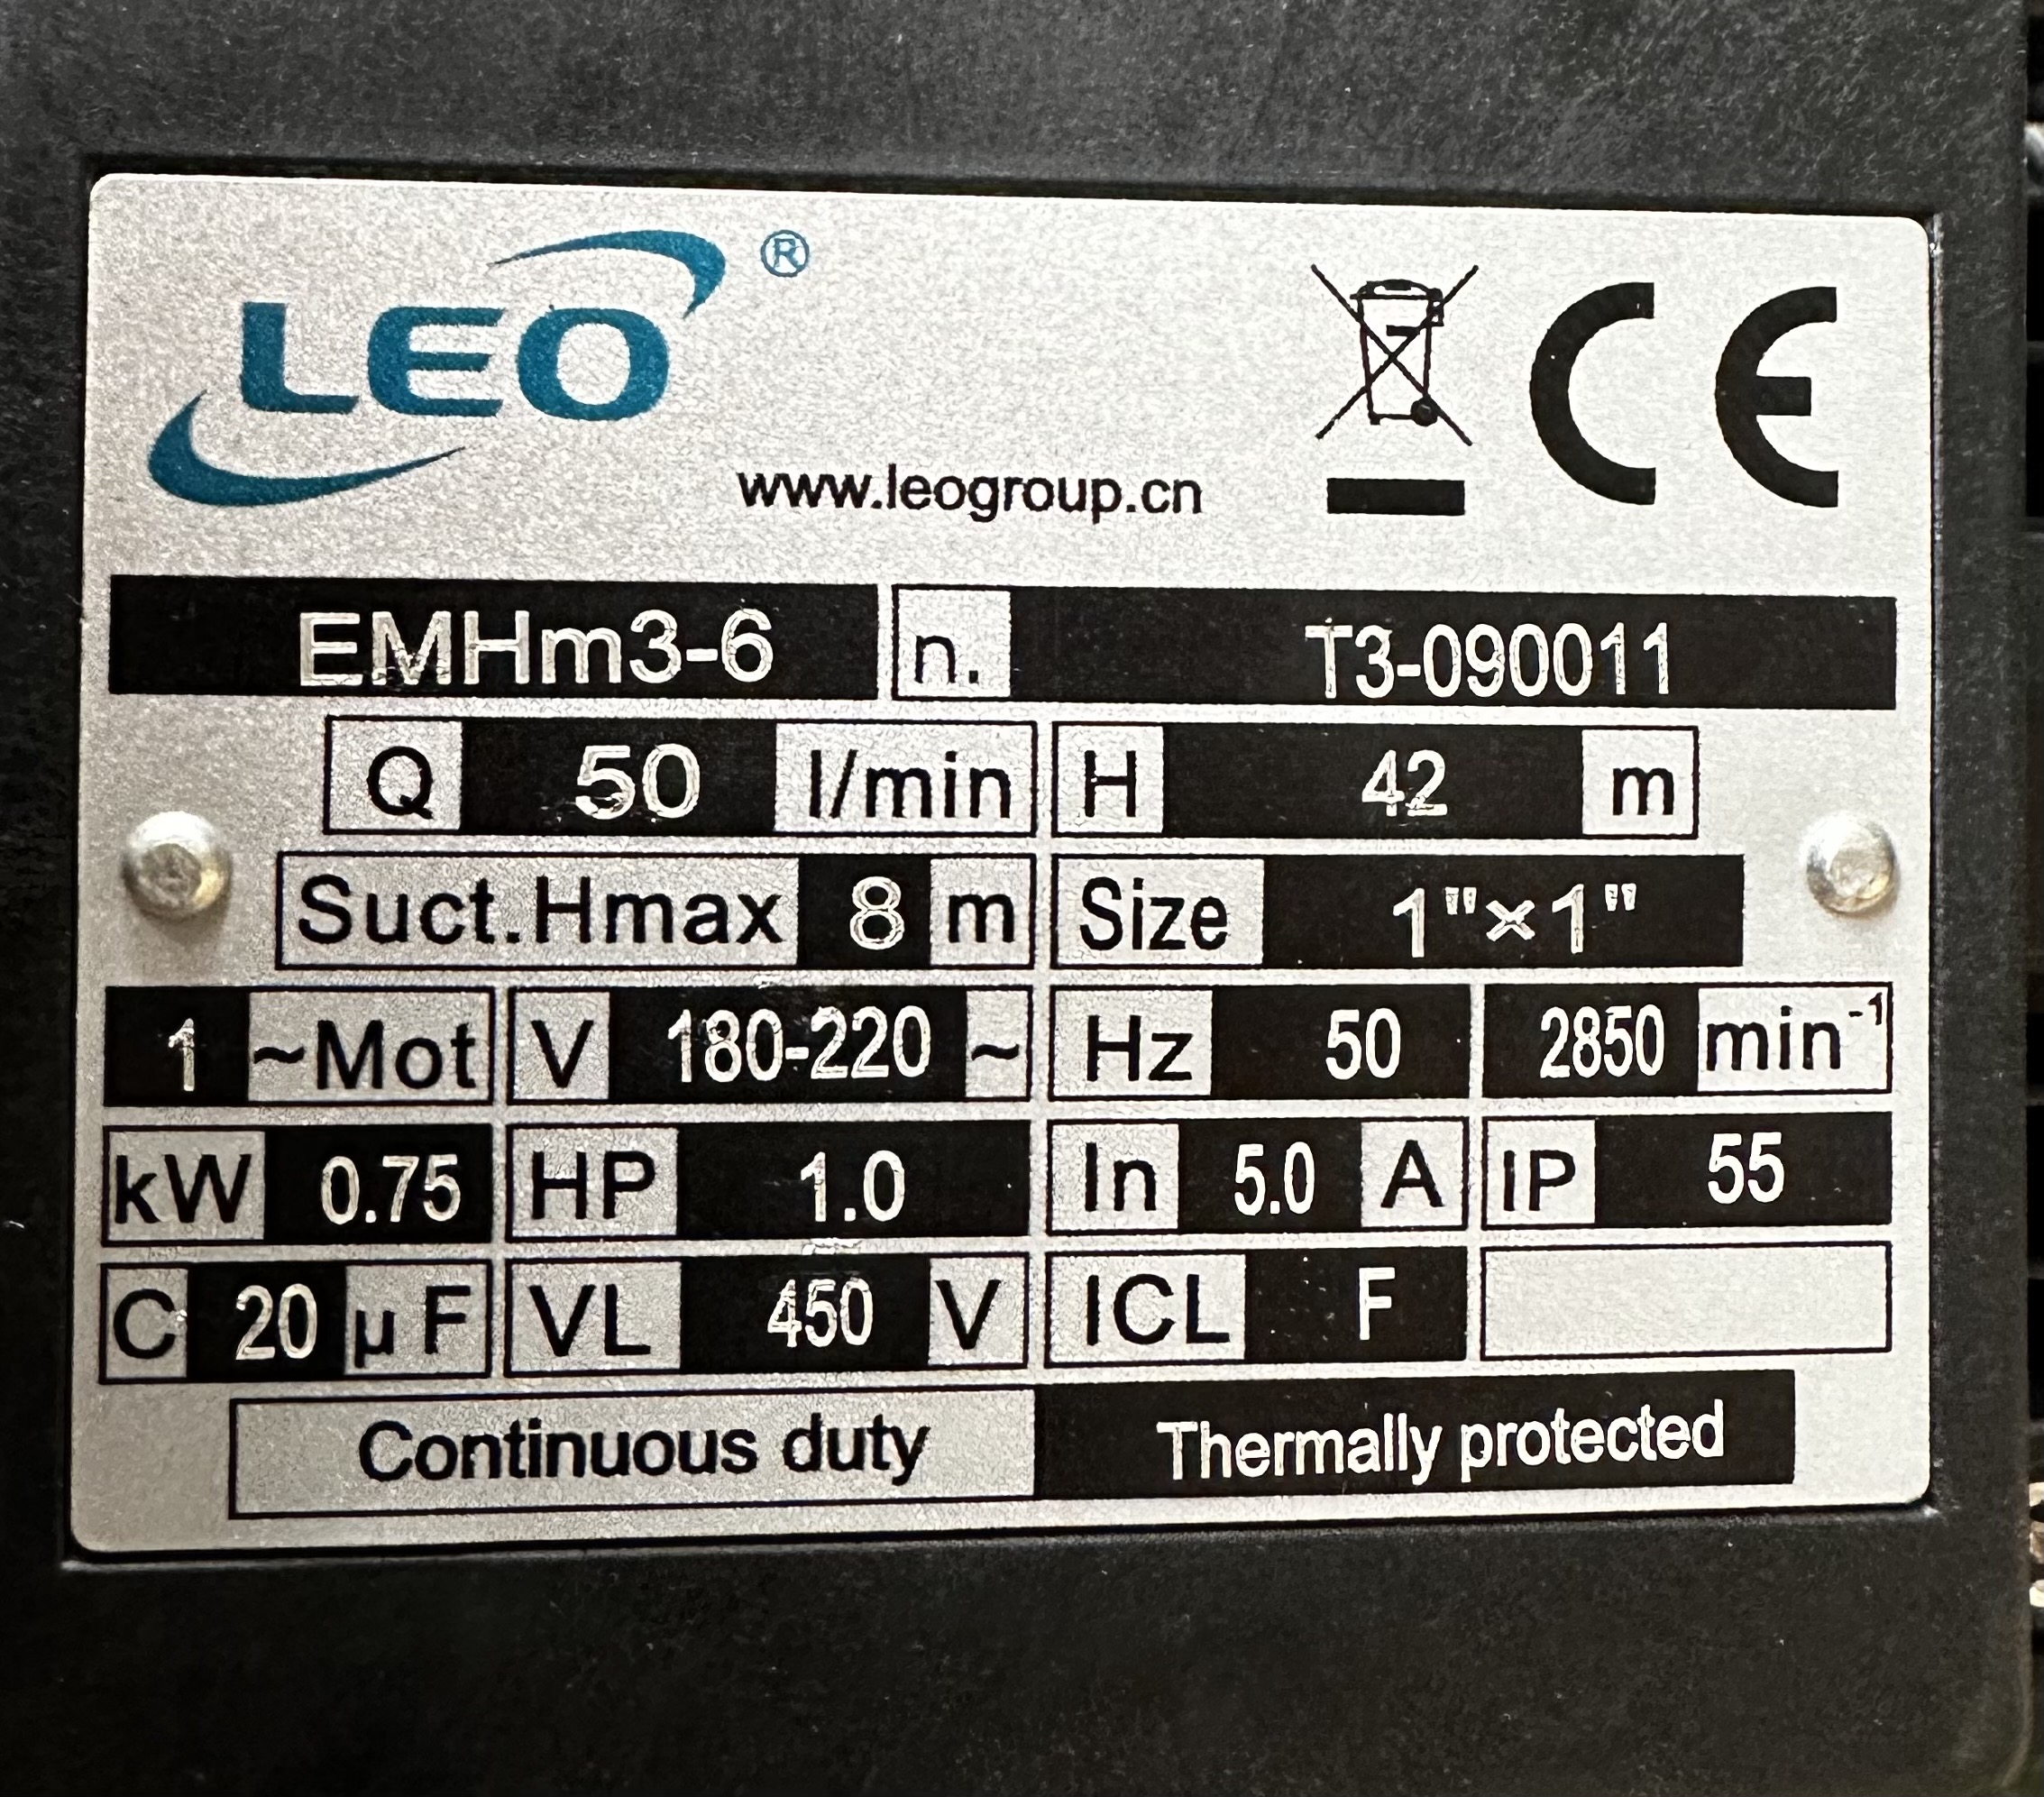 LEO®
www.leogroup.cn
CE
EMHm3-6 n. T3-090011
Q 50 l/min H 42 m
Suct.Hmax 8 m Size 1"×1"
1 ~Mot V 180-220 ~ Hz 50 2850 min⁻¹
kW 0.75 HP 1.0 In 5.0 A IP 55
C 20 µF VL 450 V ICL F
Continuous duty Thermally protected